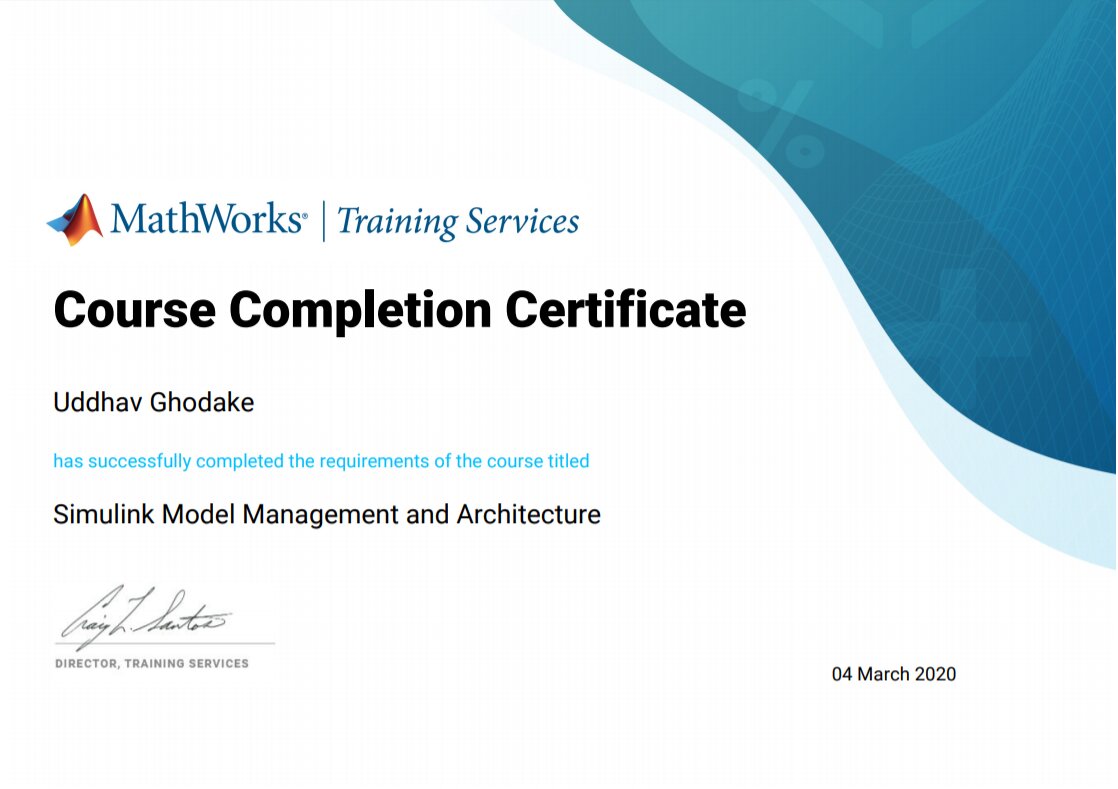 MathWorks® | Training Services
Course Completion Certificate
Uddhav Ghodake
has successfully completed the requirements of the course titled
Simulink Model Management and Architecture
Craig L. Santos
DIRECTOR, TRAINING SERVICES
04 March 2020